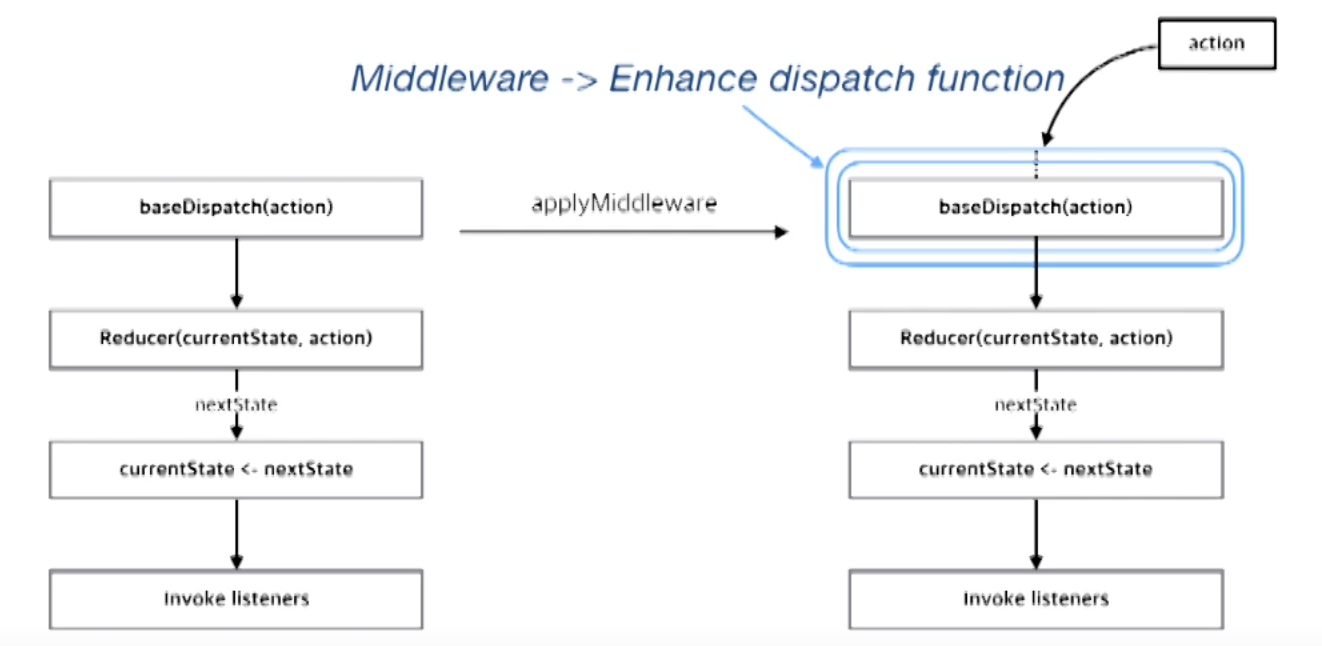 action
Middleware -> Enhance dispatch function
baseDispatch(action)
applyMiddleware
baseDispatch(action)
Reducer(currentState, action)
Reducer(currentState, action)
nextState
nextState
currentState <- nextState
currentState <- nextState
Invoke listeners
Invoke listeners